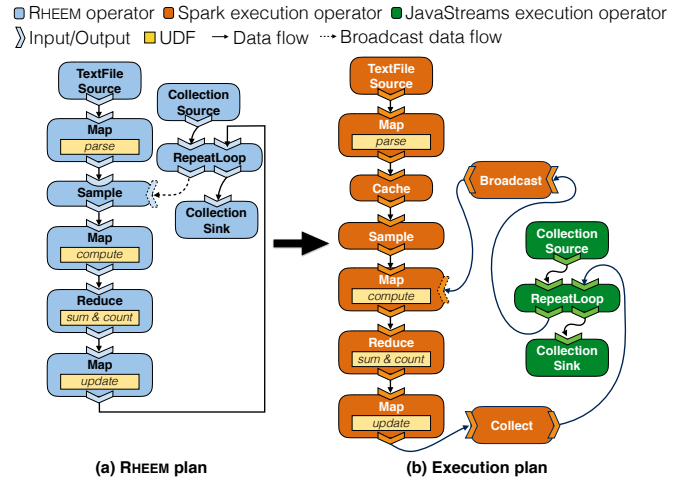 RHEEM operator Spark execution operator JavaStreams execution operator
Input/Output UDF Data flow Broadcast data flow
TextFile
Source
Map
parse
Sample
Map
compute
Reduce
sum & count
Map
update
Collection
Source
RepeatLoop
Collection
Sink
(a) RHEEM plan
TextFile
Source
Map
parse
Cache
Sample
Map
compute
Reduce
sum & count
Map
update
Broadcast
Collection
Source
RepeatLoop
Collection
Sink
Collect
(b) Execution plan